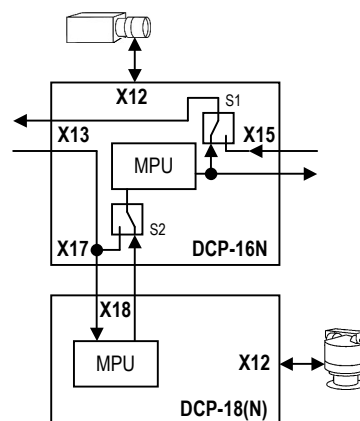 X12
S1
X13
X15
MPU
S2
X17
DCP-16N
X18
MPU
X12
DCP-18(N)